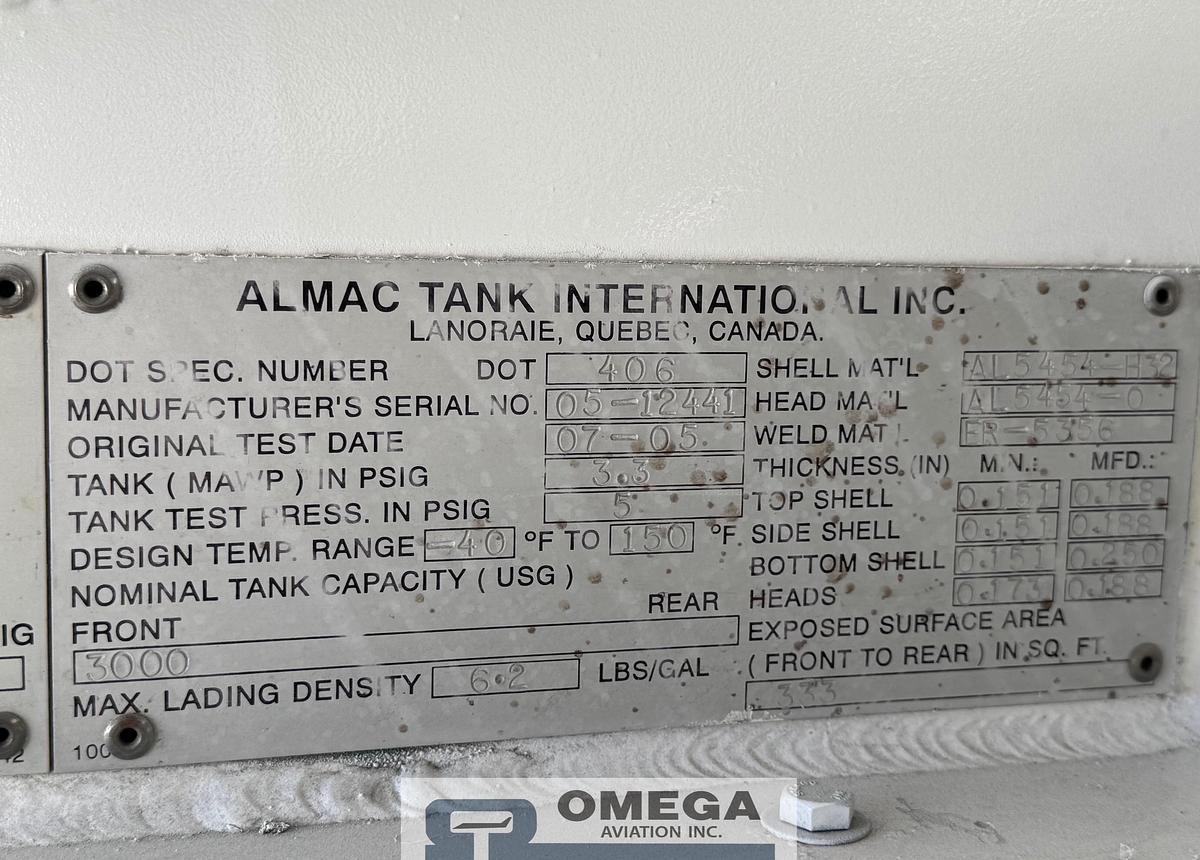 ALMAC TANK INTERNATIONAL INC.
LANORAIE, QUEBEC, CANADA.
DOT SPEC. NUMBER DOT 406
MANUFACTURER'S SERIAL NO. 05-12441
ORIGINAL TEST DATE 07-05
TANK ( MAWP ) IN PSIG 3.3
TANK TEST PRESS. IN PSIG 5
DESIGN TEMP. RANGE -40 °F TO 150 °F.
NOMINAL TANK CAPACITY ( USG )
REAR
FRONT
3000
MAX. LADING DENSITY 6.2 LBS/GAL
100
SHELL MAT'L AL5454-H32
HEAD MAT'L AL5454-0
WELD MAT'L ER-5356
THICKNESS (IN) MIN.: MFD.:
TOP SHELL 0.151 0.188
SIDE SHELL 0.151 0.188
BOTTOM SHELL 0.151 0.250
HEADS 0.173 0.188
EXPOSED SURFACE AREA
( FRONT TO REAR ) IN SQ. FT.
333
IG
2
OMEGA
AVIATION INC.